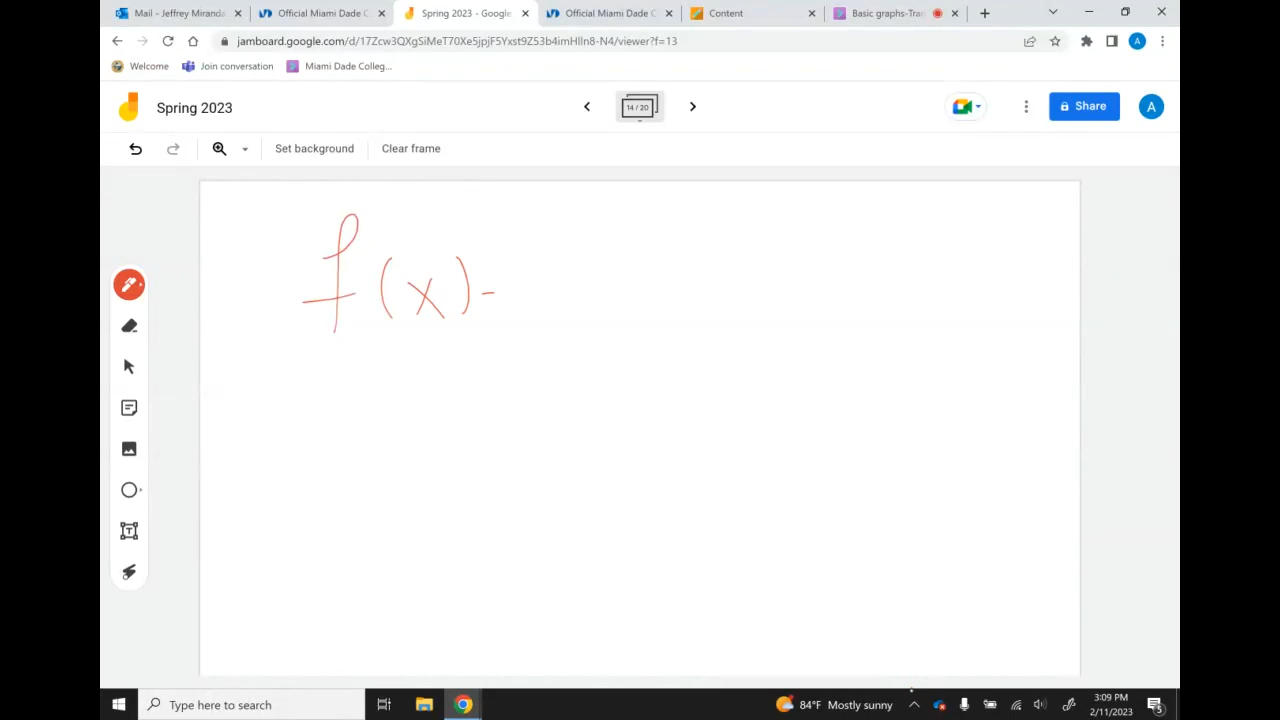 Mail - Jeffrey Miranda
Official Miami Dade C
Spring 2023 - Google
Official Miami Dade C
Content
Basic graphs-Tra
jamboard.google.com/d/17Zcw3QXgSiMeT70Xe5jpjF5Yxst9Z53b4imHlln8-N4/viewer?f=13
A
Welcome
Join conversation
Miami Dade Colleg...
Spring 2023
14 / 20
Share
A
Set background
Clear frame
f(x)-
Type here to search
84°F Mostly sunny
3:09 PM
2/11/2023
5